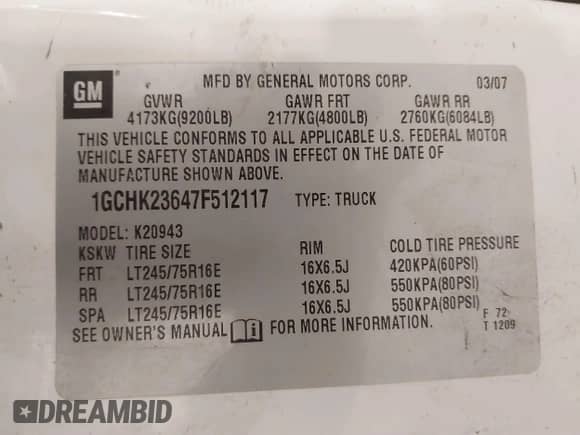 GM
MFD BY GENERAL MOTORS CORP. 03/07
GVWR GAWR FRT GAWR RR
4173KG(9200LB) 2177KG(4800LB) 2760KG(6084LB)
THIS VEHICLE CONFORMS TO ALL APPLICABLE U.S. FEDERAL MOTOR
VEHICLE SAFETY STANDARDS IN EFFECT ON THE DATE OF
MANUFACTURE SHOWN ABOVE.
1GCHK23647F512117 TYPE: TRUCK
MODEL: K20943
KSKW TIRE SIZE RIM COLD TIRE PRESSURE
FRT LT245/75R16E 16X6.5J 420KPA(60PSI)
RR LT245/75R16E 16X6.5J 550KPA(80PSI)
SPA LT245/75R16E 16X6.5J 550KPA(80PSI)
SEE OWNER'S MANUAL FOR MORE INFORMATION. F 72
T 1209
DREAMBID